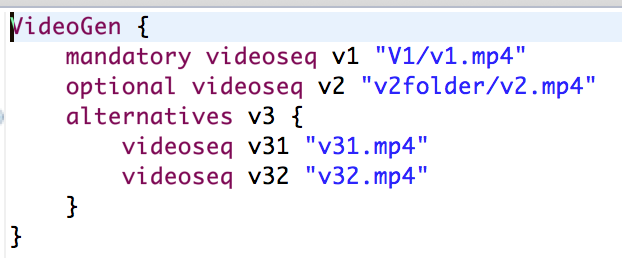 VideoGen {
    mandatory videoseq v1 "V1/v1.mp4"
    optional videoseq v2 "v2folder/v2.mp4"
    alternatives v3 {
        videoseq v31 "v31.mp4"
        videoseq v32 "v32.mp4"
    }
}